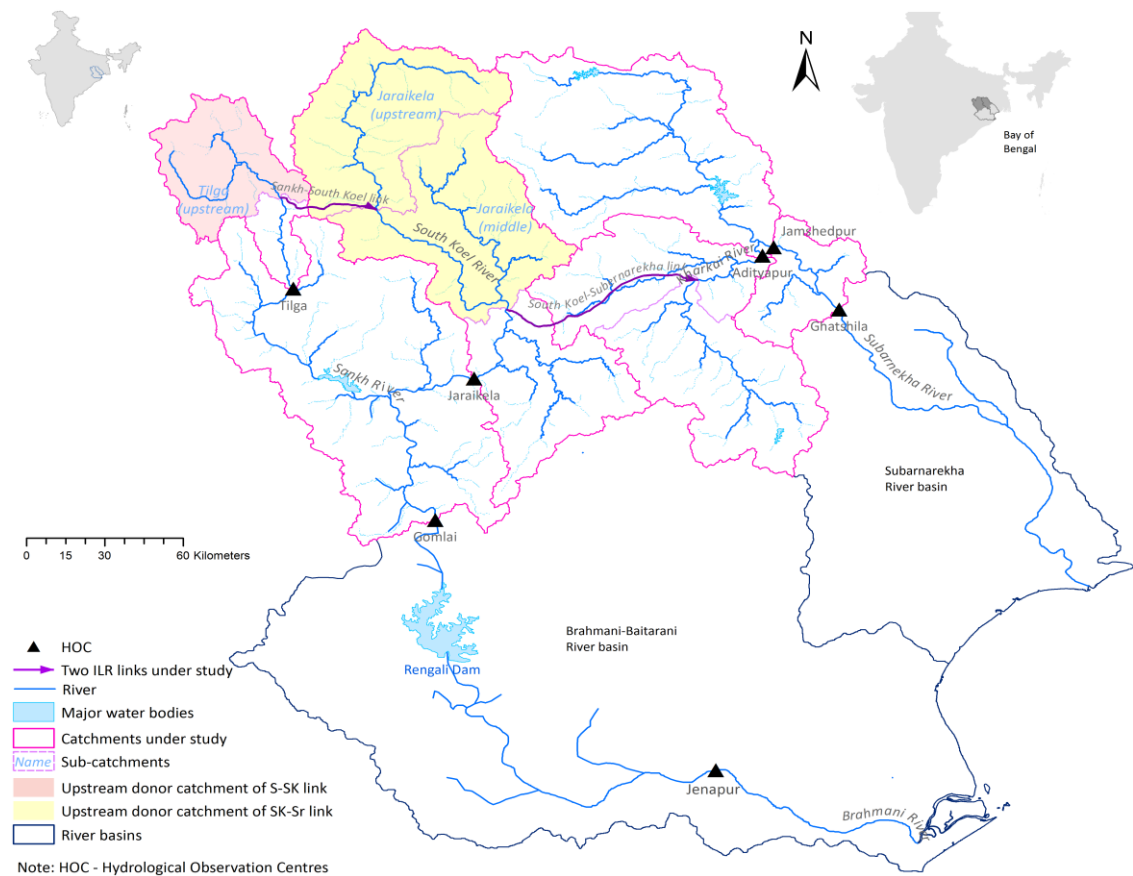 N
Bay of
Bengal
Jaraikela
(upstream)
Tilga
(upstream)
Sankh-South Koel link
Jaraikela
(middle)
South Koel River
Jamshedpur
Kharkai River
Adityapur
South Koel-Subernarekha link
Tilga
Ghatshila
Subarnekha River
Sankh River
Jaraikela
Subarnarekha
River basin
Gomlai
0 15 30 60 Kilometers
Brahmani-Baitarani
River basin
Rengali Dam
Jenapur
Brahmani River
HOC
Two ILR links under study
River
Major water bodies
Catchments under study
Name Sub-catchments
Upstream donor catchment of S-SK link
Upstream donor catchment of SK-Sr link
River basins
Note: HOC - Hydrological Observation Centres